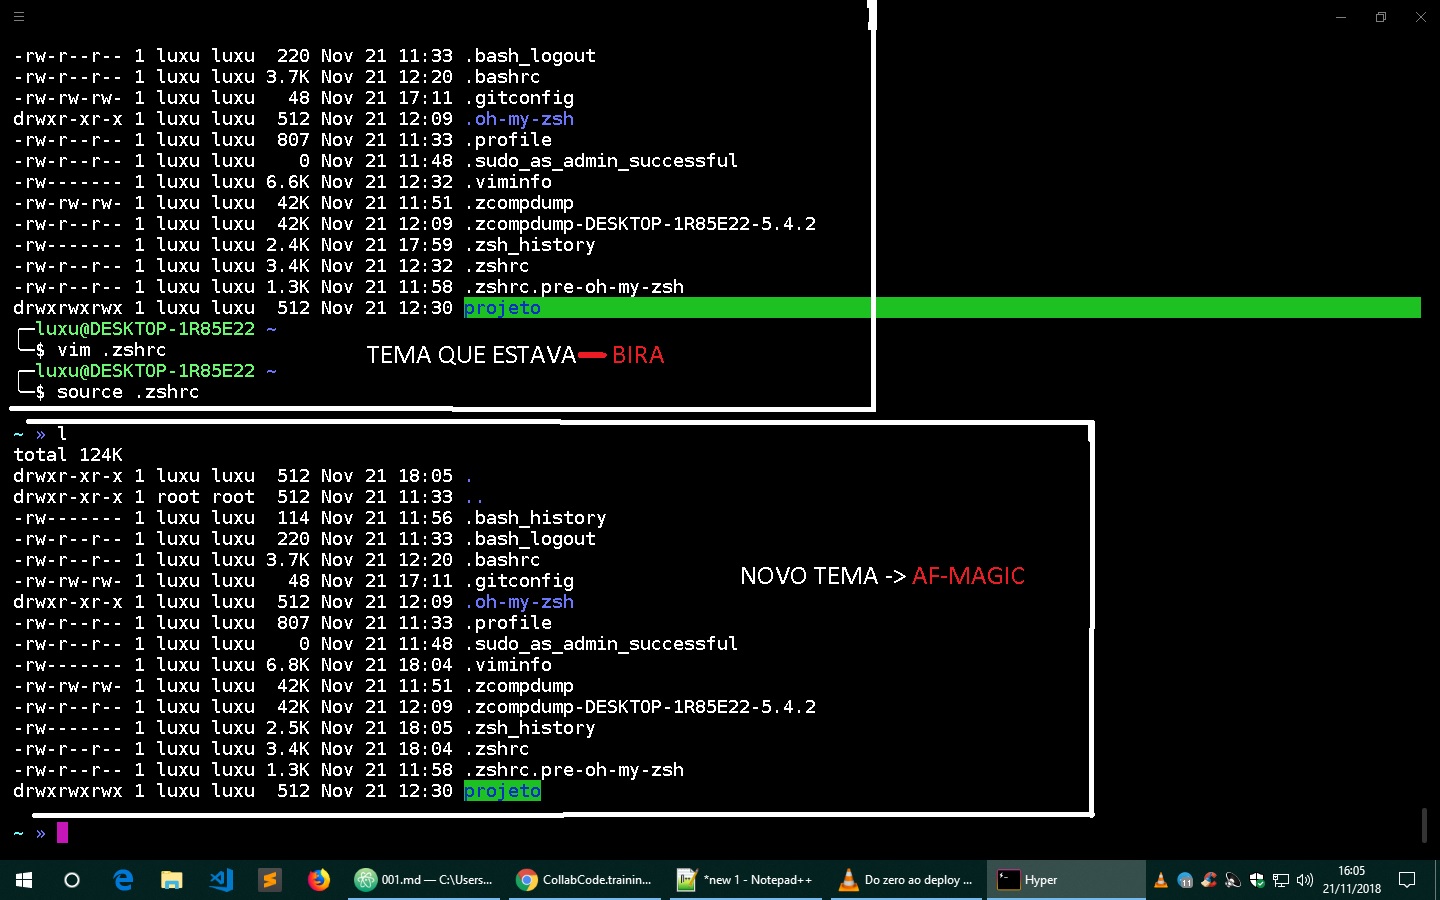 -rw-r--r-- 1 luxu luxu  220 Nov 21 11:33 .bash_logout
-rw-r--r-- 1 luxu luxu 3.7K Nov 21 12:20 .bashrc
-rw-rw-rw- 1 luxu luxu   48 Nov 21 17:11 .gitconfig
drwxr-xr-x 1 luxu luxu  512 Nov 21 12:09 .oh-my-zsh
-rw-r--r-- 1 luxu luxu  807 Nov 21 11:33 .profile
-rw-r--r-- 1 luxu luxu    0 Nov 21 11:48 .sudo_as_admin_successful
-rw------- 1 luxu luxu 6.6K Nov 21 12:32 .viminfo
-rw-rw-rw- 1 luxu luxu  42K Nov 21 11:51 .zcompdump
-rw-r--r-- 1 luxu luxu  42K Nov 21 12:09 .zcompdump-DESKTOP-1R85E22-5.4.2
-rw------- 1 luxu luxu 2.4K Nov 21 17:59 .zsh_history
-rw-r--r-- 1 luxu luxu 3.4K Nov 21 12:32 .zshrc
-rw-r--r-- 1 luxu luxu 1.3K Nov 21 11:58 .zshrc.pre-oh-my-zsh
drwxrwxrwx 1 luxu luxu  512 Nov 21 12:30 projeto
╭─luxu@DESKTOP-1R85E22 ~
╰─$ vim .zshrc
TEMA QUE ESTAVA — BIRA
╭─luxu@DESKTOP-1R85E22 ~
╰─$ source .zshrc
~ » l
total 124K
drwxr-xr-x 1 luxu luxu  512 Nov 21 18:05 .
drwxr-xr-x 1 root root  512 Nov 21 11:33 ..
-rw------- 1 luxu luxu  114 Nov 21 11:56 .bash_history
-rw-r--r-- 1 luxu luxu  220 Nov 21 11:33 .bash_logout
-rw-r--r-- 1 luxu luxu 3.7K Nov 21 12:20 .bashrc
-rw-rw-rw- 1 luxu luxu   48 Nov 21 17:11 .gitconfig
NOVO TEMA -> AF-MAGIC
drwxr-xr-x 1 luxu luxu  512 Nov 21 12:09 .oh-my-zsh
-rw-r--r-- 1 luxu luxu  807 Nov 21 11:33 .profile
-rw-r--r-- 1 luxu luxu    0 Nov 21 11:48 .sudo_as_admin_successful
-rw------- 1 luxu luxu 6.8K Nov 21 18:04 .viminfo
-rw-rw-rw- 1 luxu luxu  42K Nov 21 11:51 .zcompdump
-rw-r--r-- 1 luxu luxu  42K Nov 21 12:09 .zcompdump-DESKTOP-1R85E22-5.4.2
-rw------- 1 luxu luxu 2.5K Nov 21 18:05 .zsh_history
-rw-r--r-- 1 luxu luxu 3.4K Nov 21 18:04 .zshrc
-rw-r--r-- 1 luxu luxu 1.3K Nov 21 11:58 .zshrc.pre-oh-my-zsh
drwxrwxrwx 1 luxu luxu  512 Nov 21 12:30 projeto
~ »
001.md — C:\Users...
CollabCode.trainin...
*new 1 - Notepad++
Do zero ao deploy ...
Hyper
11
16:05
21/11/2018